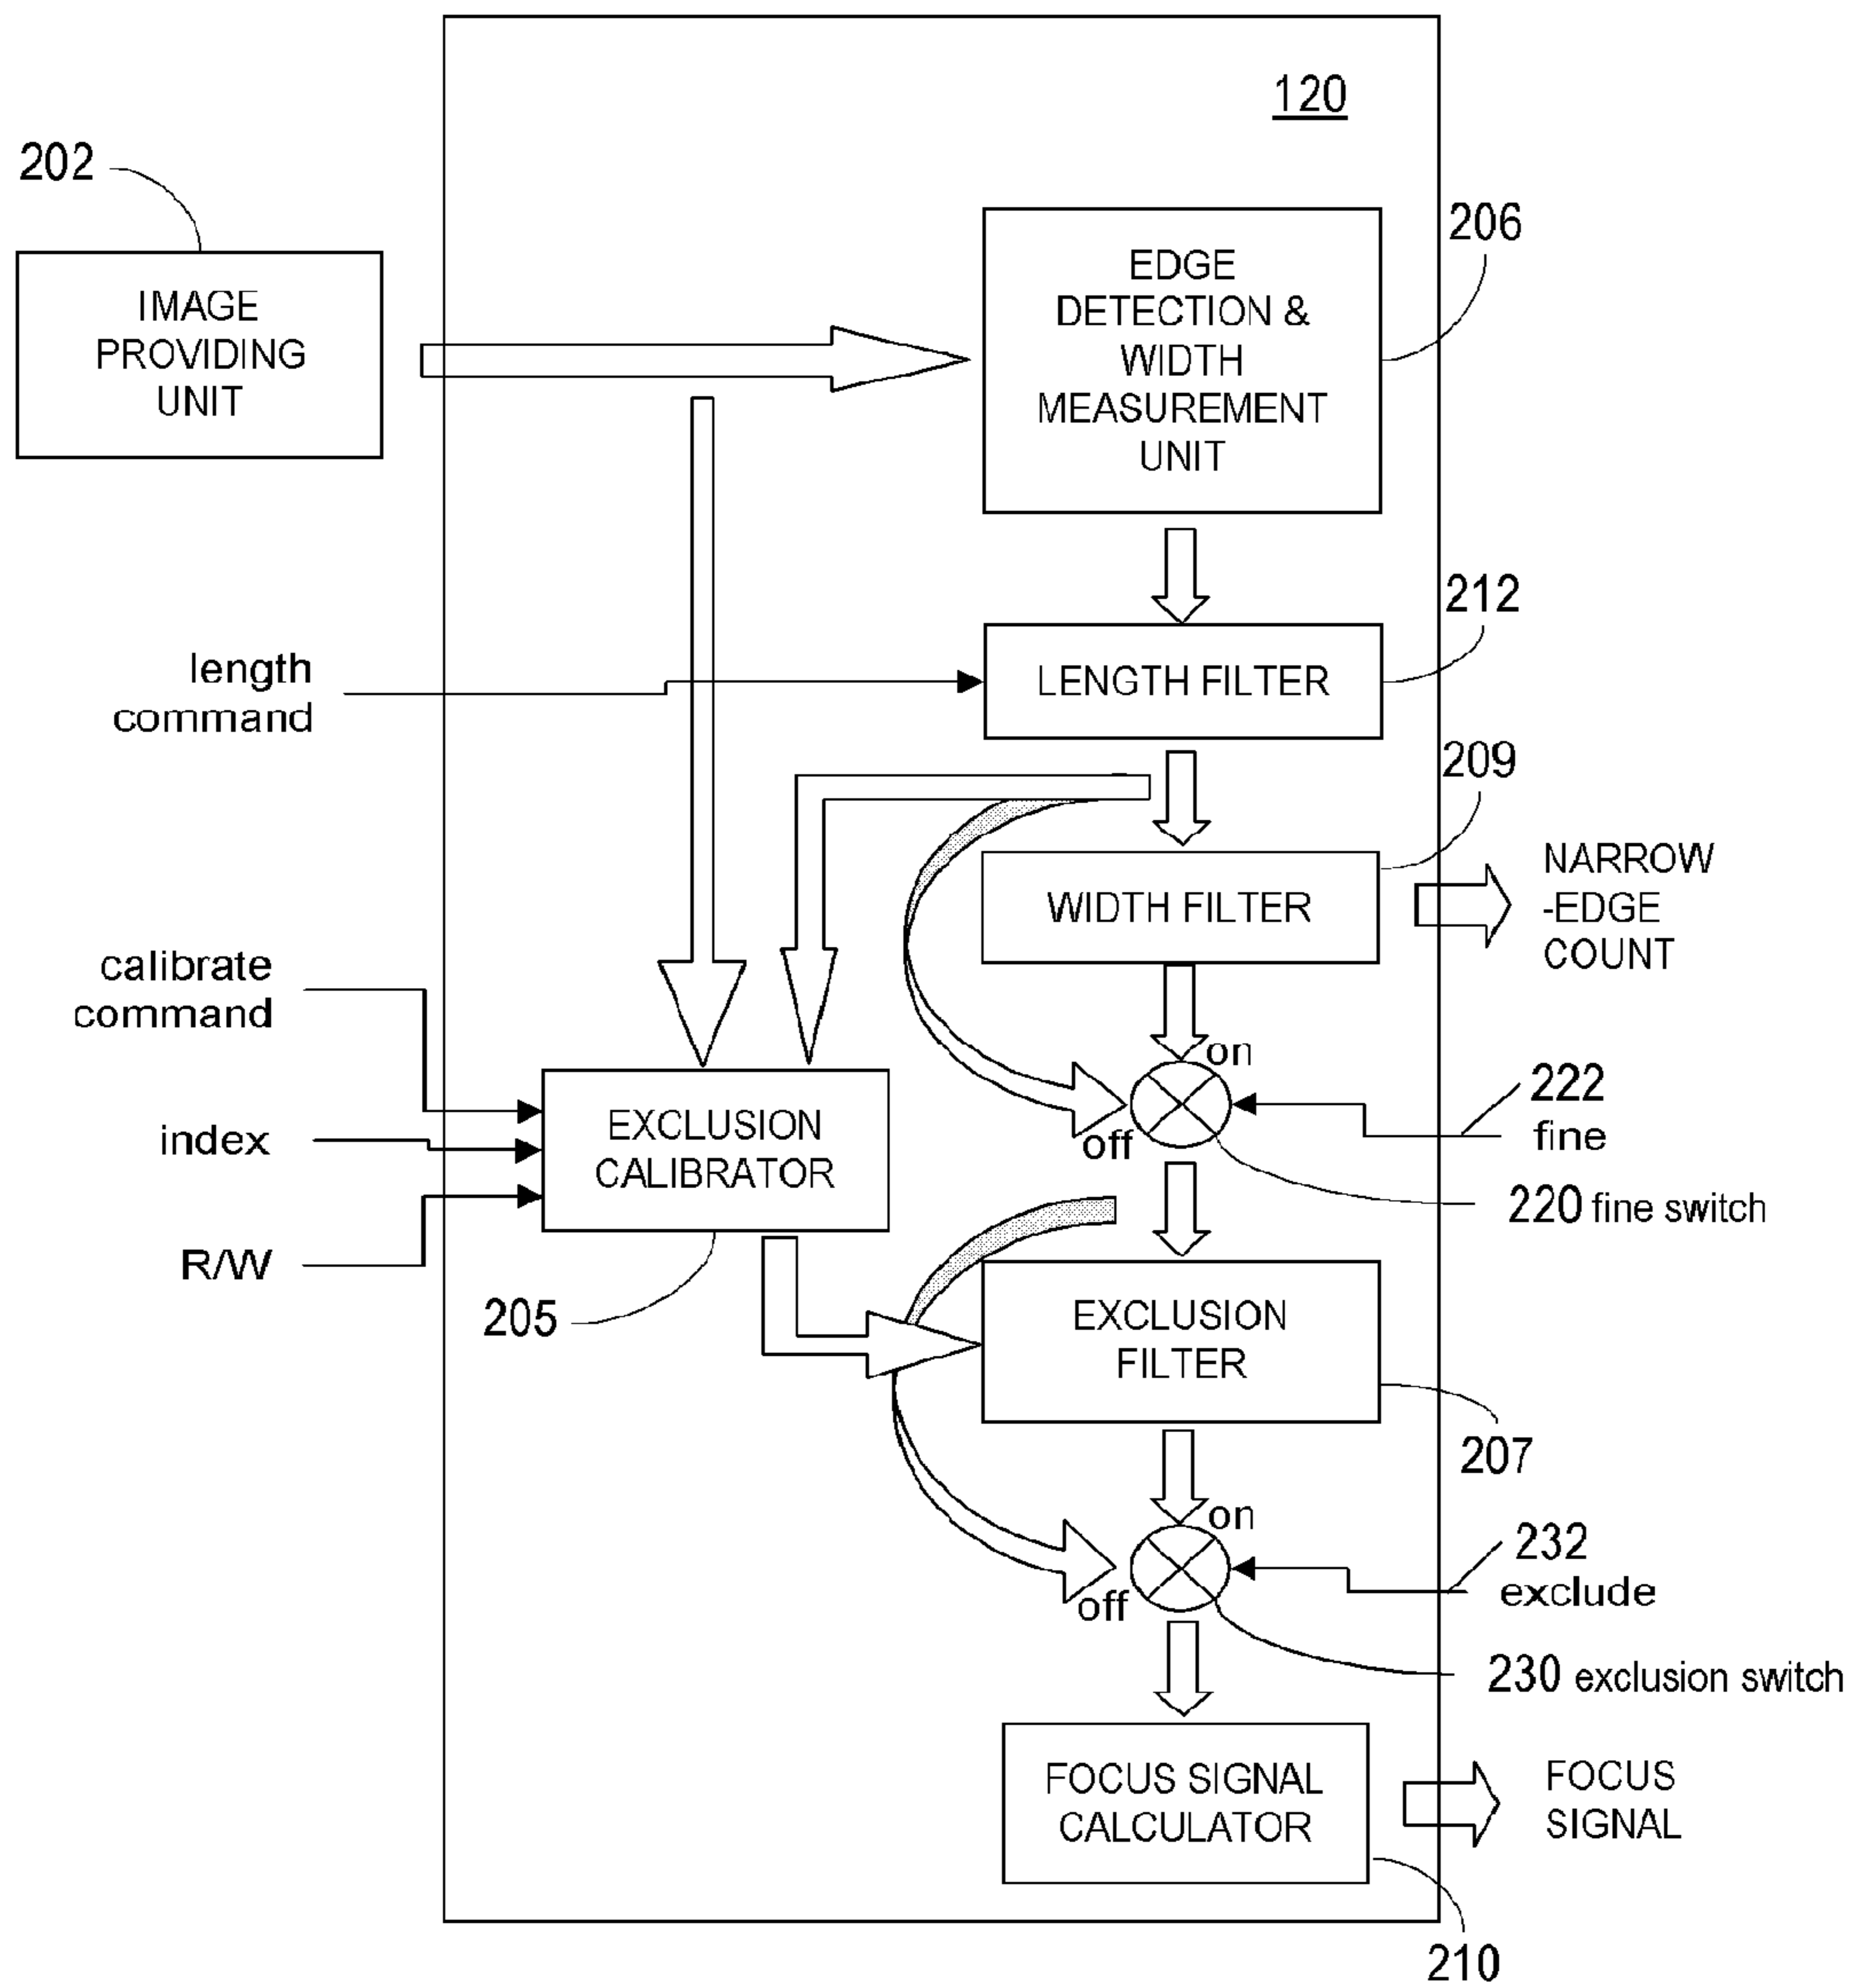 120
202
IMAGE
PROVIDING
UNIT
206
EDGE
DETECTION &
WIDTH
MEASUREMENT
UNIT
212
length
command
LENGTH FILTER
209
WIDTH FILTER
NARROW
-EDGE
COUNT
calibrate
command
index
R/W
EXCLUSION
CALIBRATOR
205
on
off
222
fine
220 fine switch
EXCLUSION
FILTER
207
on
off
232
exclude
230 exclusion switch
FOCUS SIGNAL
CALCULATOR
FOCUS
SIGNAL
210